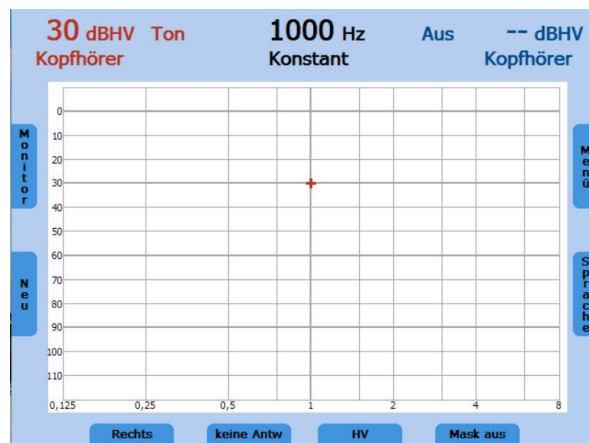 30 dBHV Ton 1000 Hz Aus -- dBHV
Kopfhörer Konstant Kopfhörer
Monitor
Menü
Neu
Sprache
0
10
20
30
40
50
60
70
80
90
100
110
0,125 0,25 0,5 1 2 4 8
Rechts keine Antw HV Mask aus